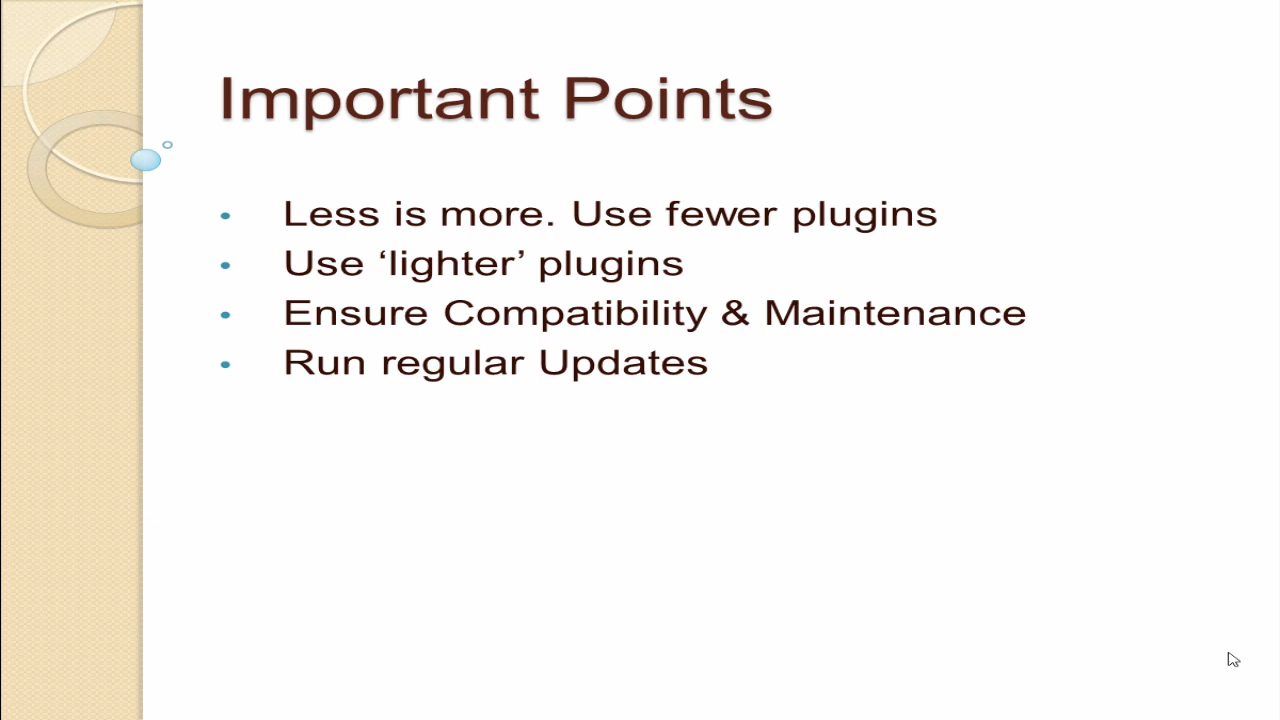 Important Points
• Less is more. Use fewer plugins
• Use ‘lighter’ plugins
• Ensure Compatibility & Maintenance
• Run regular Updates